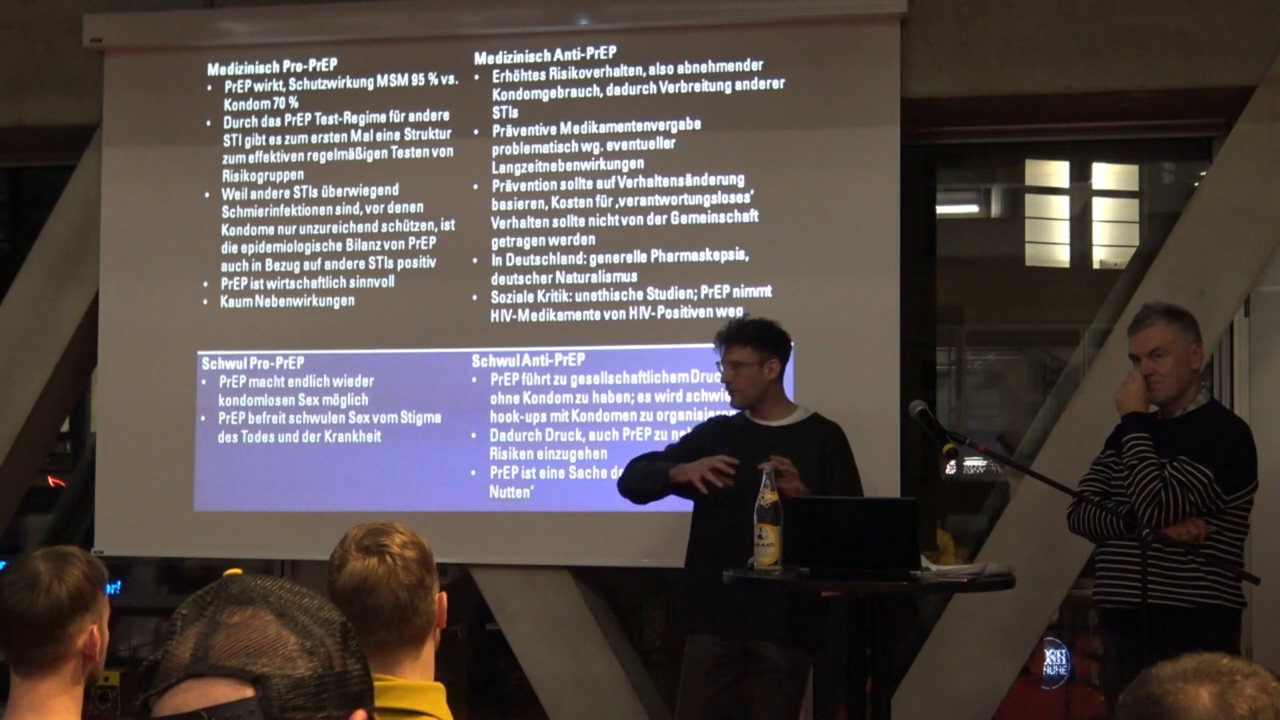 Medizinisch Pro-PrEP
• PrEP wirkt, Schutzwirkung MSM 95 % vs.
Kondom 70 %
• Durch das PrEP Test-Regime für andere
STI gibt es zum ersten Mal eine Struktur
zum effektiven regelmäßigen Testen von
Risikogruppen
• Weil andere STIs überwiegend
Schmierinfektionen sind, vor denen
Kondome nur unzureichend schützen, ist
die epidemiologische Bilanz von PrEP
auch in Bezug auf andere STIs positiv
• PrEP ist wirtschaftlich sinnvoll
• Kaum Nebenwirkungen
Medizinisch Anti-PrEP
• Erhöhtes Risikoverhalten, also abnehmender
Kondomgebrauch, dadurch Verbreitung anderer
STIs
• Präventive Medikamentenvergabe
problematisch wg. eventueller
Langzeitnebenwirkungen
• Prävention sollte auf Verhaltensänderung
basieren, Kosten für ‚verantwortungsloses‘
Verhalten sollte nicht von der Gemeinschaft
getragen werden
• In Deutschland: generelle Pharmaskepsis,
deutscher Naturalismus
• Soziale Kritik: unethische Studien; PrEP nimmt
HIV-Medikamente von HIV-Positiven weg
Schwul Pro-PrEP
• PrEP macht endlich wieder
kondomlosen Sex möglich
• PrEP befreit schwulen Sex vom Stigma
des Todes und der Krankheit
Schwul Anti-PrEP
• PrEP führt zu gesellschaftlichem
ohne Kondom zu haben; es wird
hook-ups mit Kondomen zu
• Dadurch Druck, auch PrEP zu
Risiken einzugehen
• PrEP ist eine Sache
Nutten‘